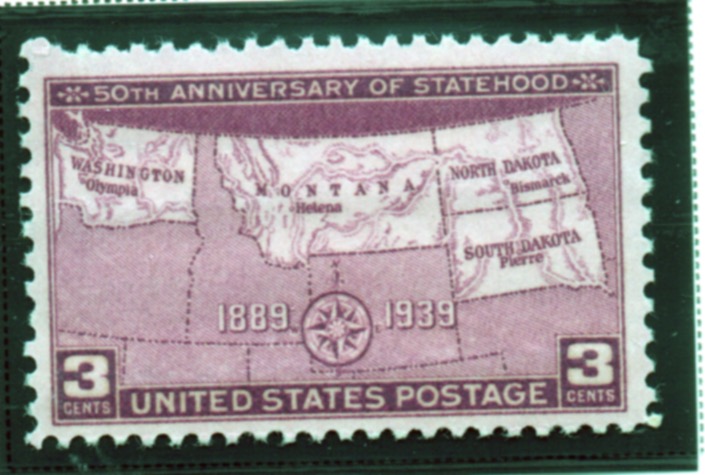 50TH ANNIVERSARY OF STATEHOOD
WASHINGTON
Olympia
MONTANA
Helena
NORTH DAKOTA
Bismarck
SOUTH DAKOTA
Pierre
1889 1939
3 CENTS
UNITED STATES POSTAGE
3 CENTS